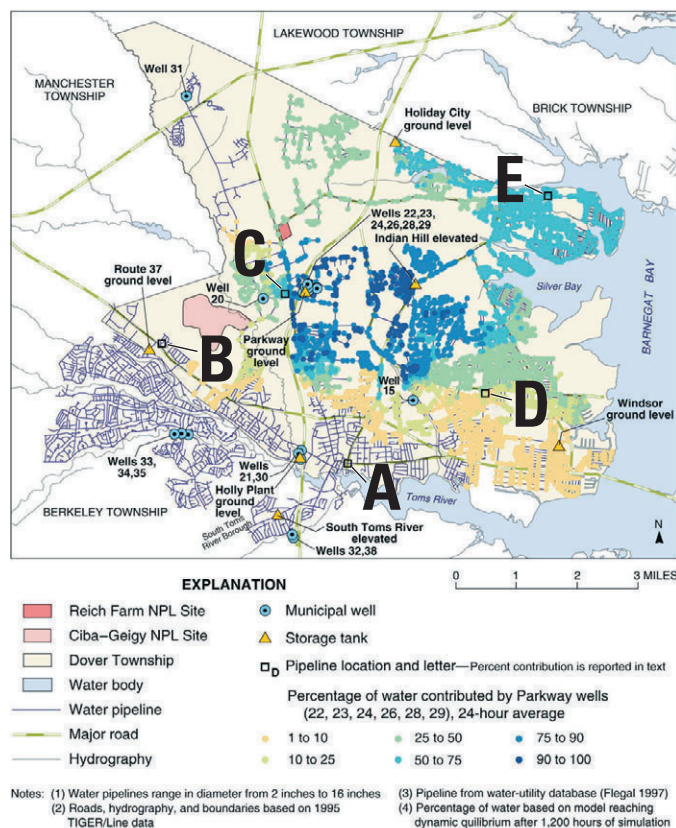 LAKEWOOD TOWNSHIP
Well 31
MANCHESTER
TOWNSHIP
Holiday City
ground level
BRICK TOWNSHIP
E
Wells 22,23,
24,26,28,29
Indian Hill elevated
C
Route 37
ground level
Well
20
Silver Bay
BARNEGAT BAY
B
Parkway
ground
level
Well
15
D
Windsor
ground level
Wells 33,
34,35
Wells
21,30
Holly Plant
ground
level
A
Toms River
BERKELEY TOWNSHIP
South Toms
River Borough
South Toms River
elevated
Wells 32,38
N
EXPLANATION
0 1 2 3 MILES
Reich Farm NPL Site
Ciba–Geigy NPL Site
Dover Township
Water body
Water pipeline
Major road
Hydrography
Municipal well
Storage tank
D Pipeline location and letter—Percent contribution is reported in text
Percentage of water contributed by Parkway wells
(22, 23, 24, 26, 28, 29), 24-hour average
1 to 10 25 to 50 75 to 90
10 to 25 50 to 75 90 to 100
Notes: (1) Water pipelines range in diameter from 2 inches to 16 inches
(2) Roads, hydrography, and boundaries based on 1995
TIGER/Line data
(3) Pipeline from water-utility database (Flegal 1997)
(4) Percentage of water based on model reaching
dynamic quilibrium after 1,200 hours of simulation